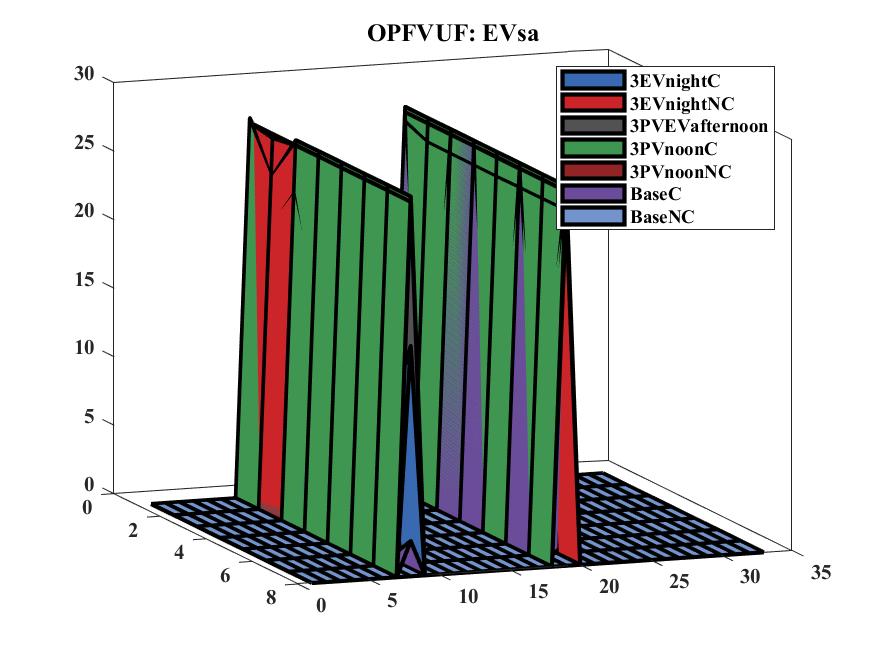 OPFVUF: EVsa
3EVnightC
3EVnightNC
3PVEVafternoon
3PVnoonC
3PVnoonNC
BaseC
BaseNC
30
25
20
15
10
5
0
0
2
4
6
8
0
5
10
15
20
25
30
35